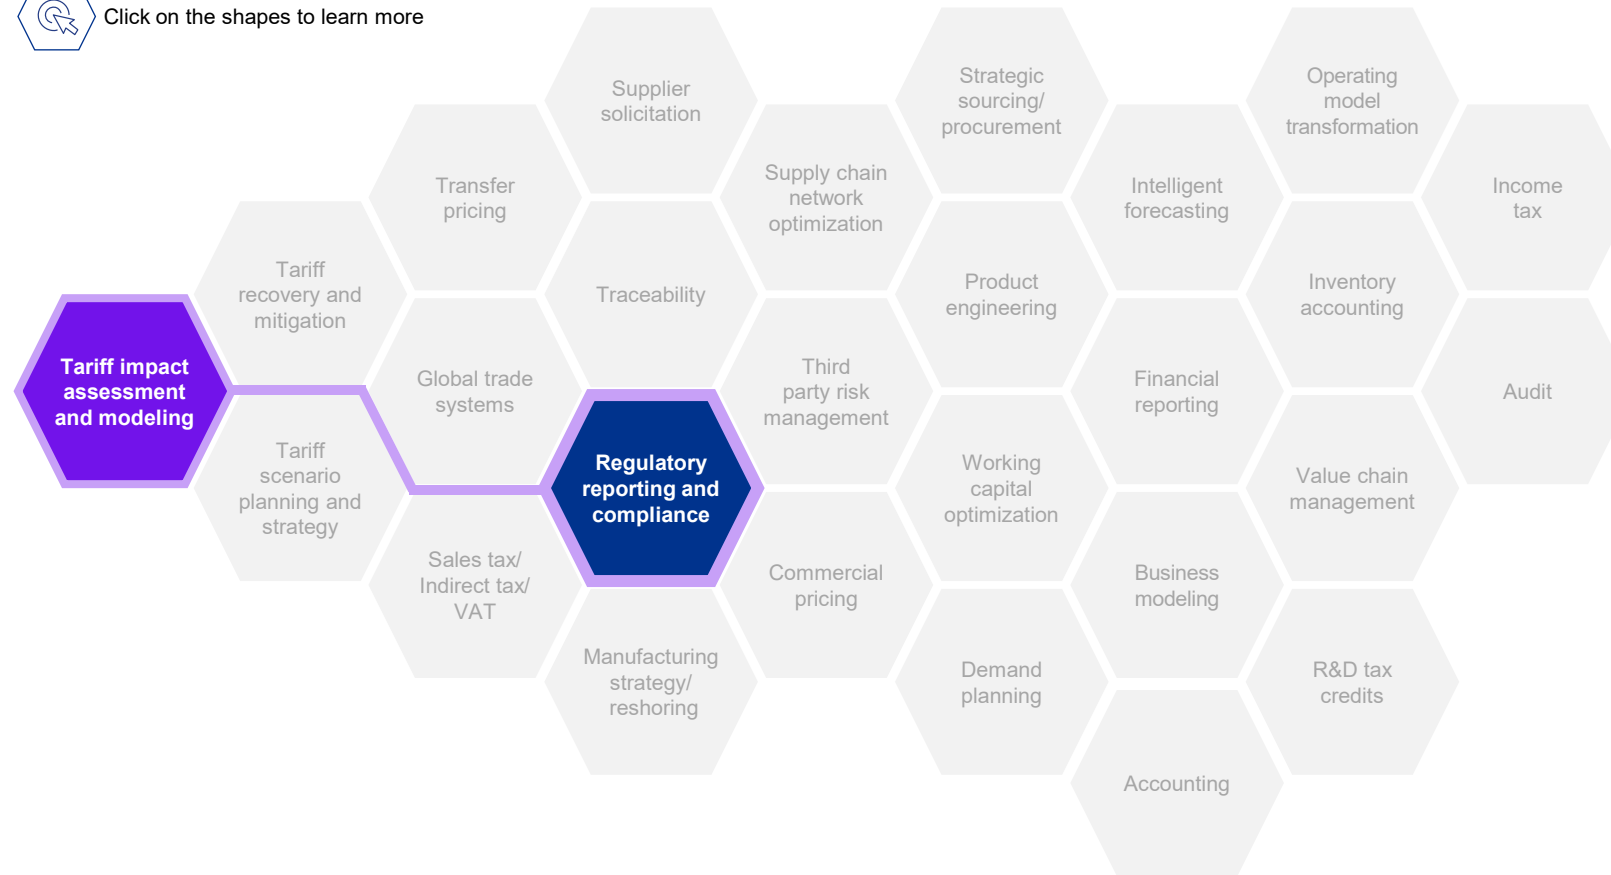 Click on the shapes to learn more
Supplier
solicitation
Strategic
sourcing/
procurement
Operating
model
transformation
Transfer
pricing
Supply chain
network
optimization
Intelligent
forecasting
Income
tax
Tariff
recovery and
mitigation
Traceability
Product
engineering
Inventory
accounting
Tariff impact
assessment
and modeling
Global trade
systems
Third
party risk
management
Financial
reporting
Audit
Tariff
scenario
planning and
strategy
Regulatory
reporting and
compliance
Working
capital
optimization
Value chain
management
Sales tax/
Indirect tax/
VAT
Commercial
pricing
Business
modeling
Manufacturing
strategy/
reshoring
Demand
planning
R&D tax
credits
Accounting